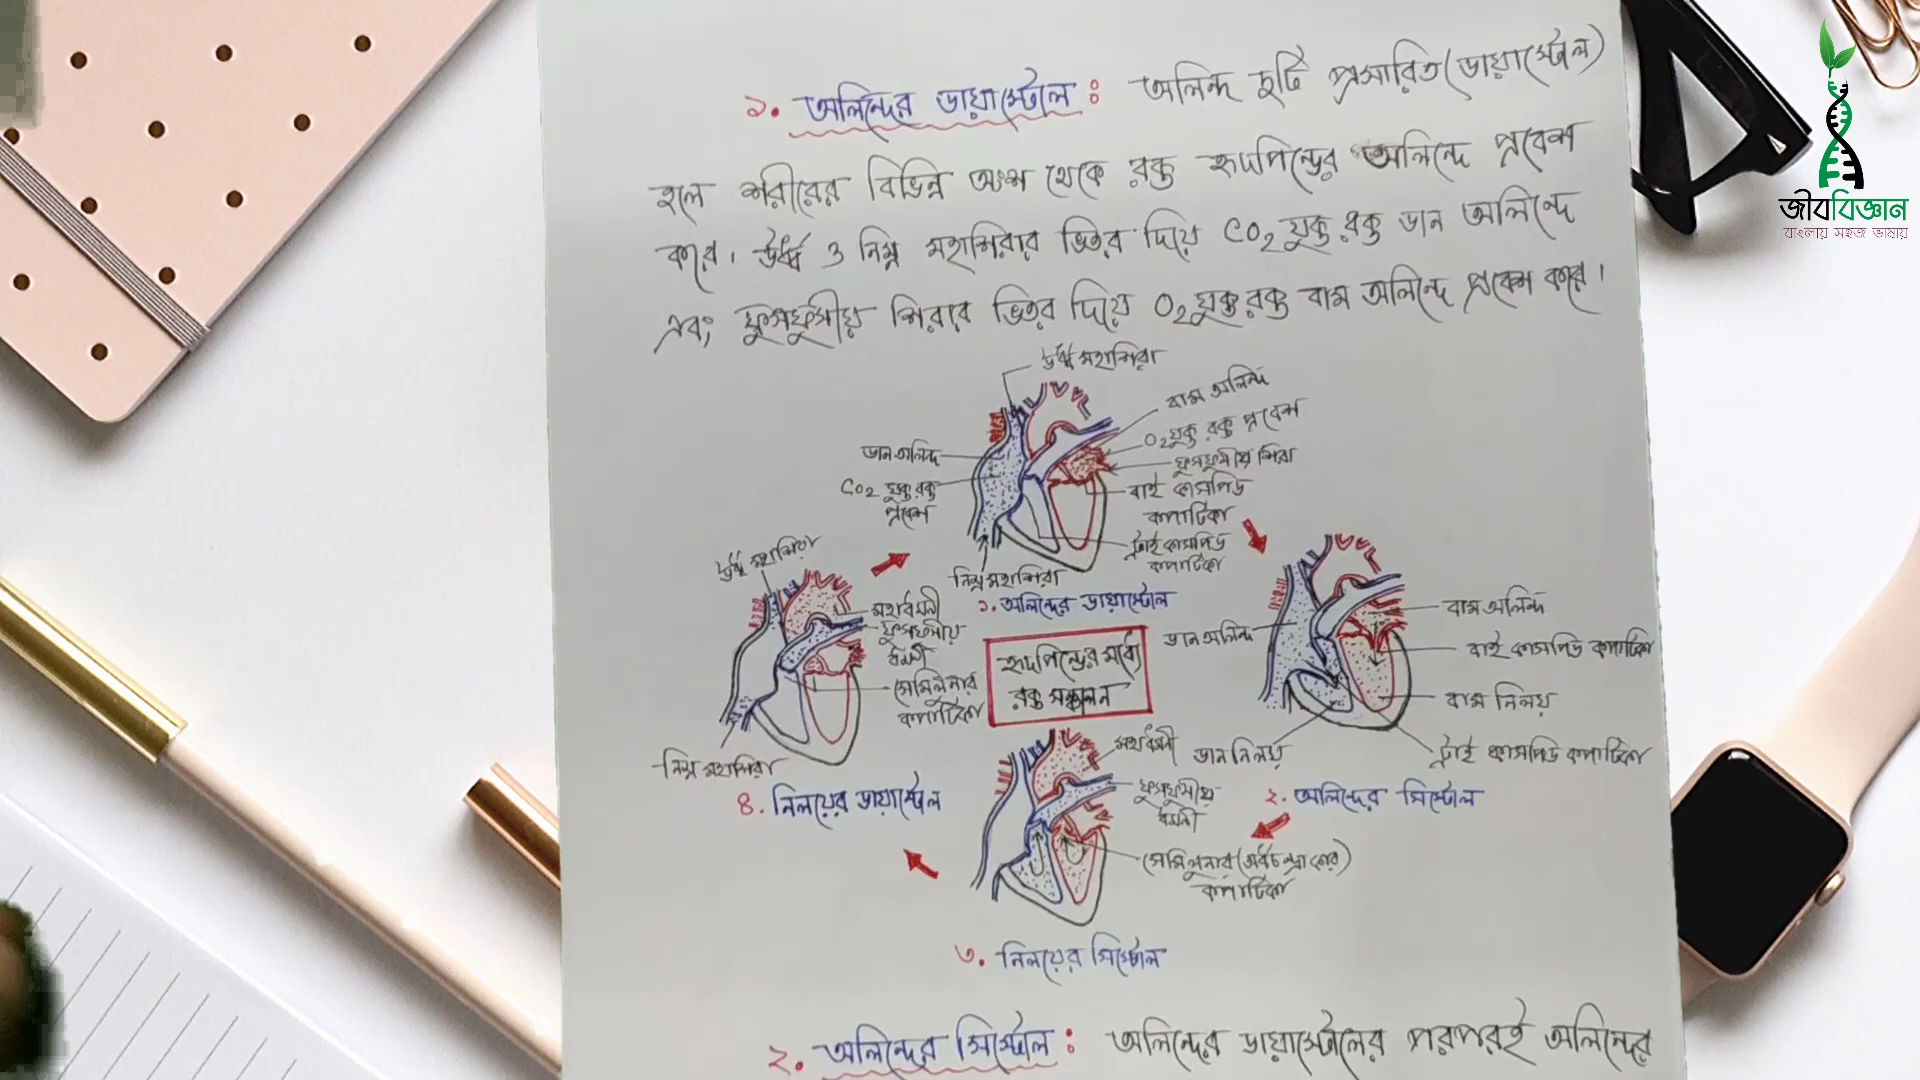 ১. অলিন্দের ডায়াস্টোল : অলিন্দ দুটি প্রসারিত (ডায়াস্টোল)
হলে শরীরের বিভিন্ন অংশ থেকে রক্ত হৃদপিন্ডের অলিন্দে প্রবেশ
করে। ঊর্ধ্ব ও নিম্ন মহাশিরার ভিতর দিয়ে CO₂ যুক্ত রক্ত ডান অলিন্দে
এবং ফুসফুসীয় শিরার ভিতর দিয়ে O₂ যুক্ত রক্ত বাম অলিন্দে প্রবেশ করে।
ঊর্ধ্ব মহাশিরা
বাম অলিন্দ
O₂ যুক্ত রক্ত প্রবেশ
ফুসফুসীয় শিরা
ডান অলিন্দ
CO₂ যুক্ত রক্ত
প্রবেশ
বাই কাসপিড
কপাটিকা
ট্রাই কাসপিড
কপাটিকা
নিম্ন মহাশিরা
১. অলিন্দের ডায়াস্টোল
ঊর্ধ্ব মহাশিরা
মহাধমনী
ফুসফুসীয়
ধমনী
সেমিলুনার
কপাটিকা
নিম্ন মহাশিরা
৪. নিলয়ের ডায়াস্টোল
হৃদপিন্ডের মধ্যে
রক্ত সঞ্চালন
ডান অলিন্দ
বাম অলিন্দ
বাই কাসপিড কপাটিকা
বাম নিলয়
ট্রাই কাসপিড কপাটিকা
ডান নিলয়
২. অলিন্দের সিস্টোল
মহাধমনী
ফুসফুসীয়
ধমনী
সেমিলুনার (অর্ধচন্দ্রাকার)
কপাটিকা
৩. নিলয়ের সিস্টোল
২. অলিন্দের সিস্টোল : অলিন্দের ডায়াস্টোলের পরপরই অলিন্দের
জীববিজ্ঞান
বাংলায় সহজ ভাষায়